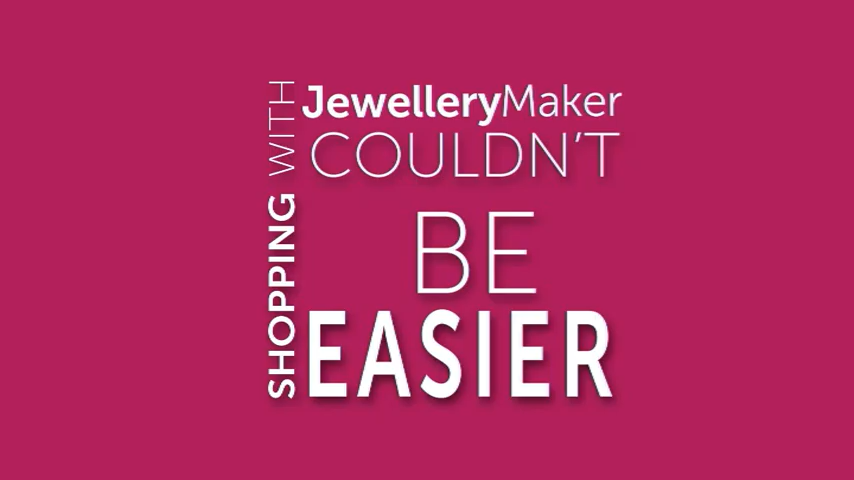 SHOPPING WITH
JewelleryMaker
COULDN'T
BE
EASIER